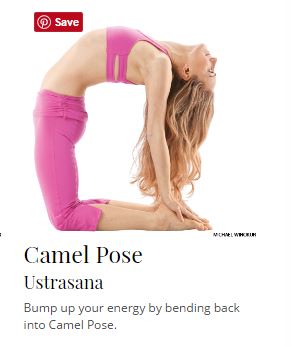 Save
MICHAEL WINOKUR
Camel Pose
Ustrasana
Bump up your energy by bending back
into Camel Pose.